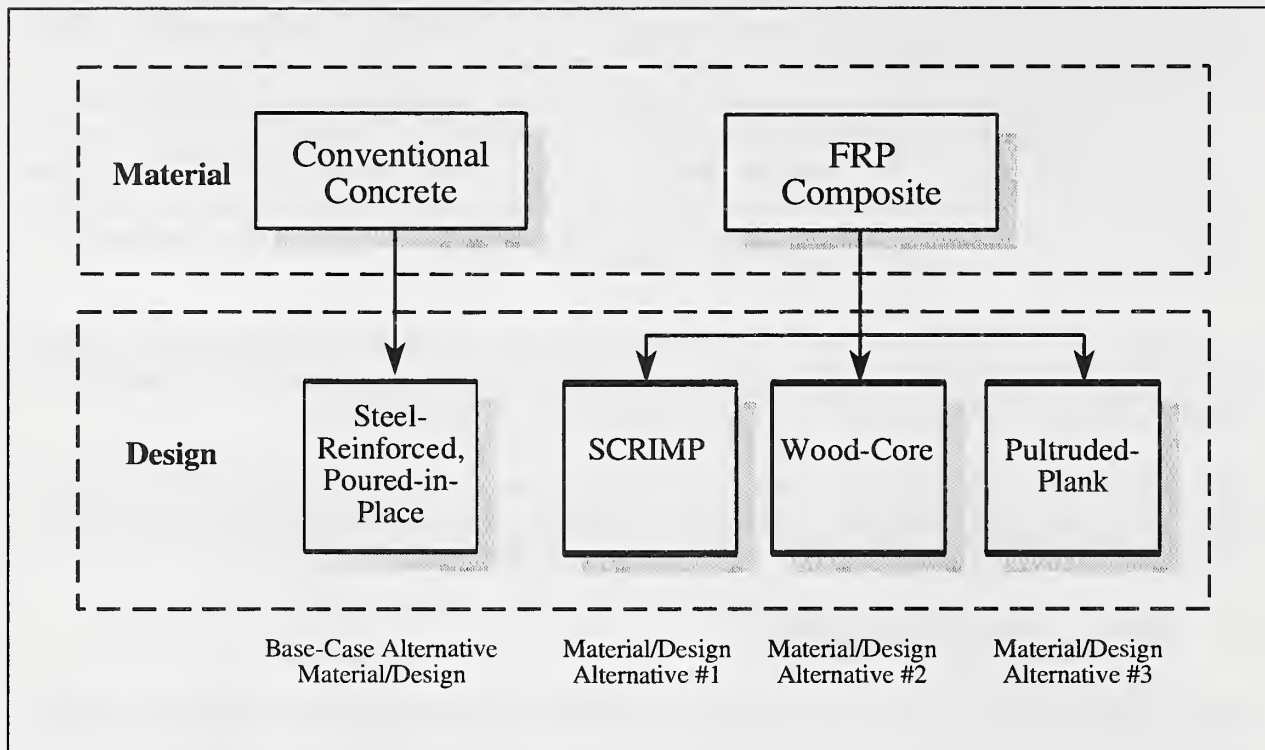 Material
Conventional
Concrete
FRP
Composite
Design
Steel-
Reinforced,
Poured-in-
Place
SCRIMP
Wood-Core
Pultruded-
Plank
Base-Case Alternative
Material/Design
Material/Design
Alternative #1
Material/Design
Alternative #2
Material/Design
Alternative #3